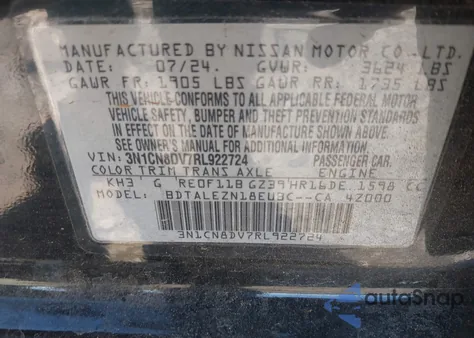 MANUFACTURED BY NISSAN MOTOR CO.,LTD.
DATE: 07/24. GVWR: 3624 LBS
GAWR FR: 1905 LBS GAWR RR: 1735 LBS
THIS VEHICLE CONFORMS TO ALL APPLICABLE FEDERAL MOTOR
VEHICLE SAFETY, BUMPER AND THEFT PREVENTION STANDARDS
IN EFFECT ON THE DATE OF MANUFACTURE SHOWN ABOVE.
SEE OWNER'S MANUAL FOR FURTHER INFORMATION
VIN: 3N1CN8DV7RL922724
COLOR TRIM TRANS AXLE ENGINE
KH3 G RE0F11B GZ39 HR16DE 1598 CC
MODEL: BDTALEZN18EU3C--CA 42000
3N1CN8DV7RL922724
autoSnap